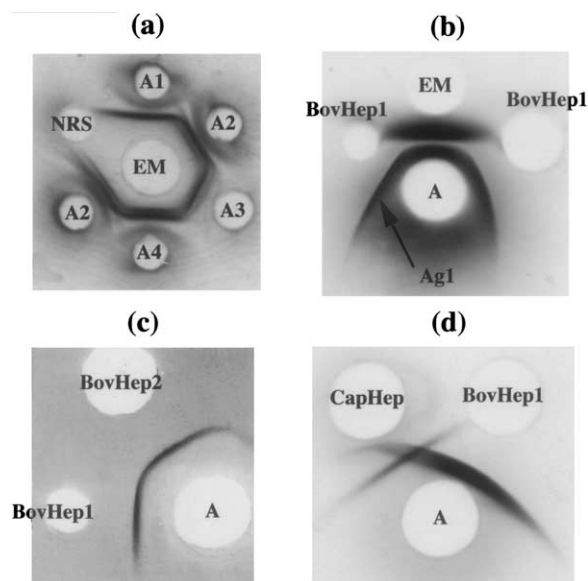 (a)
A1
NRS
A2
EM
A2
A3
A4
(b)
EM
BovHep1
BovHep1
A
Ag1
(c)
BovHep2
BovHep1
A
(d)
CapHep
BovHep1
A